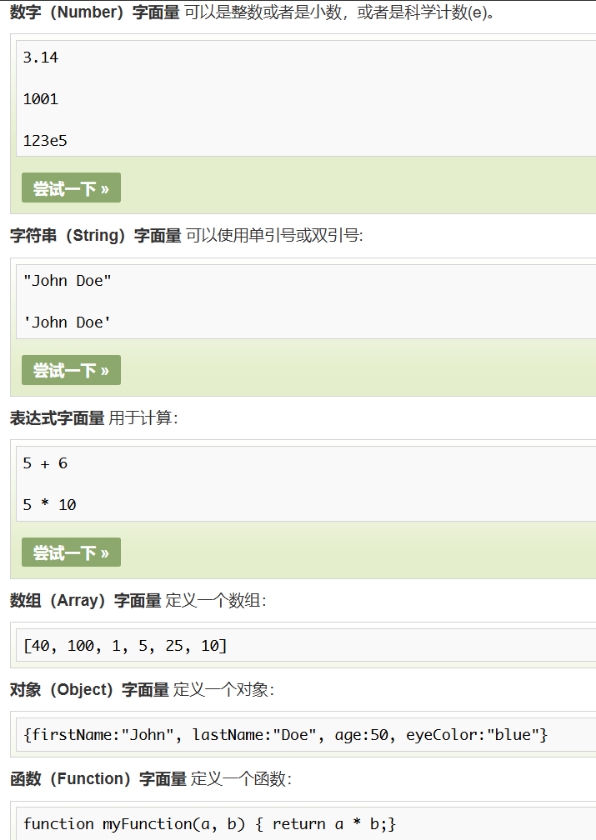 数字（Number）字面量 可以是整数或者是小数，或者是科学计数(e)。
3.14
1001
123e5
尝试一下 »
字符串（String）字面量 可以使用单引号或双引号:
"John Doe"
'John Doe'
尝试一下 »
表达式字面量 用于计算：
5 + 6
5 * 10
尝试一下 »
数组（Array）字面量 定义一个数组：
[40, 100, 1, 5, 25, 10]
对象（Object）字面量 定义一个对象：
{firstName:"John", lastName:"Doe", age:50, eyeColor:"blue"}
函数（Function）字面量 定义一个函数：
function myFunction(a, b) { return a * b;}